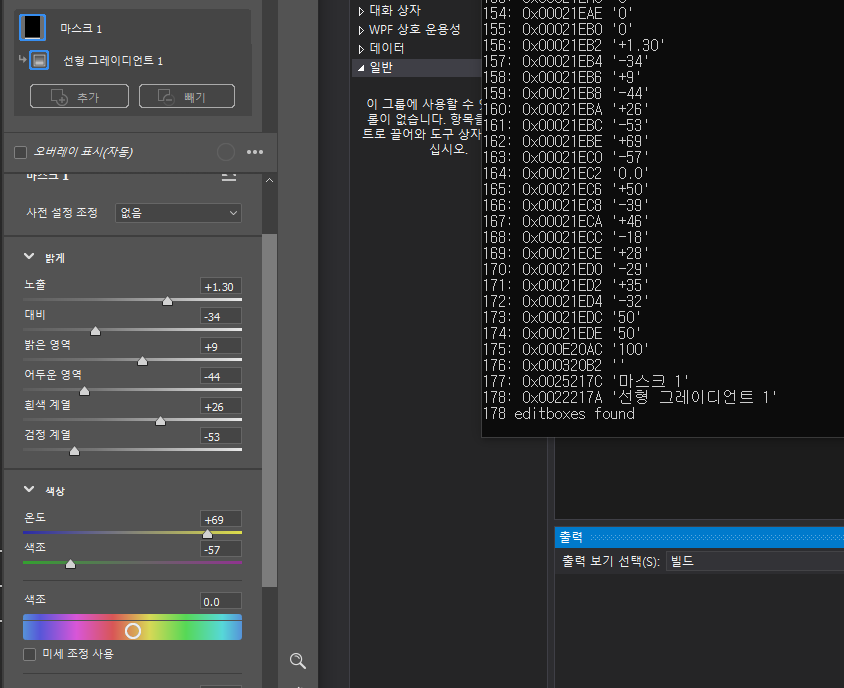 마스크 1
선형 그레이디언트 1
추가
빼기
오버레이 표시(자동)
마스크 1
사전 설정 조정
없음
밝게
노출
+1.30
대비
-34
밝은 영역
+9
어두운 영역
-44
흰색 계열
+26
검정 계열
-53
색상
온도
+69
색조
-57
색조
0.0
미세 조정 사용
대화 상자
WPF 상호 운용성
데이터
일반
이 그룹에 사용할 수
롤이 없습니다. 항목을
트로 끌어와 도구 상자
십시오.
154: 0x00021EAE '0'
155: 0x00021EB0 '0'
156: 0x00021EB2 '+1.30'
157: 0x00021EB4 '-34'
158: 0x00021EB6 '+9'
159: 0x00021EB8 '-44'
160: 0x00021EBA '+26'
161: 0x00021EBC '-53'
162: 0x00021EBE '+69'
163: 0x00021EC0 '-57'
164: 0x00021EC2 '0.0'
165: 0x00021EC6 '+50'
166: 0x00021EC8 '-39'
167: 0x00021ECA '+46'
168: 0x00021ECC '-18'
169: 0x00021ECE '+28'
170: 0x00021ED0 '-29'
171: 0x00021ED2 '+35'
172: 0x00021ED4 '-32'
173: 0x00021EDC '50'
174: 0x00021EDE '50'
175: 0x000E20AC '100'
176: 0x000320B2 ''
177: 0x0025217C '마스크 1'
178: 0x0022217A '선형 그레이디언트 1'
178 editboxes found
출력
출력 보기 선택(S):
빌드